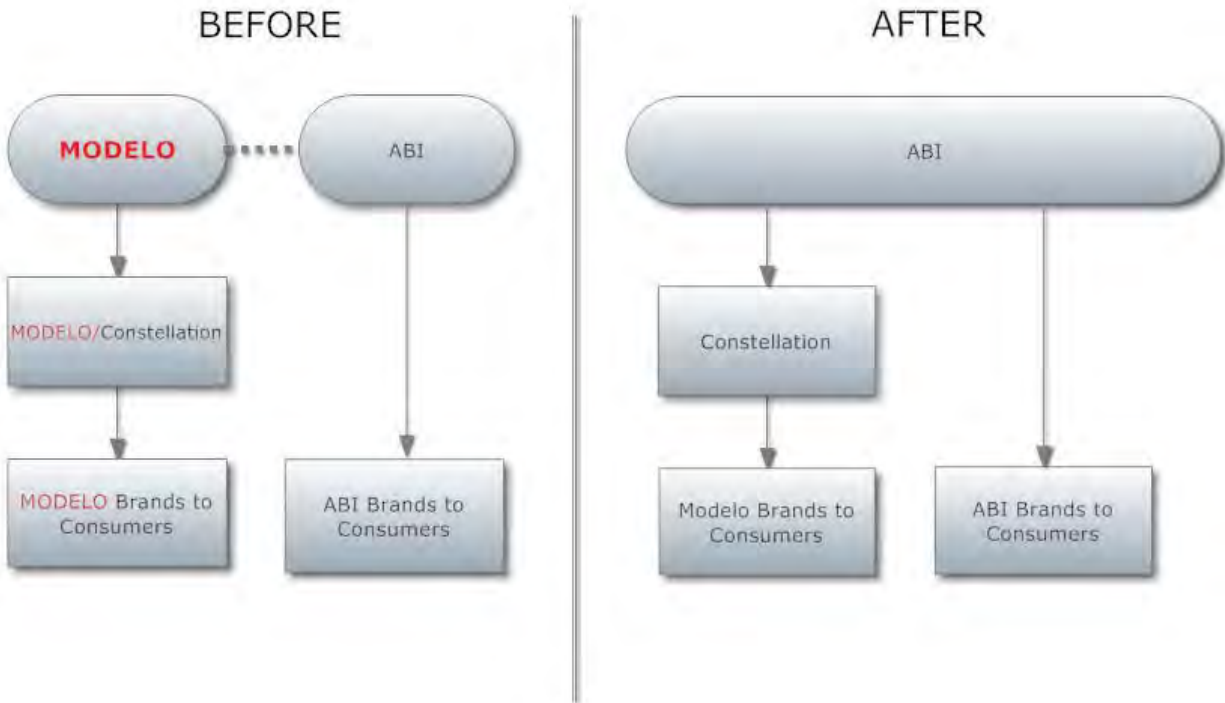 BEFORE
AFTER
MODELO
ABI
ABI
MODELO/Constellation
Constellation
MODELO Brands to
Consumers
ABI Brands to
Consumers
Modelo Brands to
Consumers
ABI Brands to
Consumers